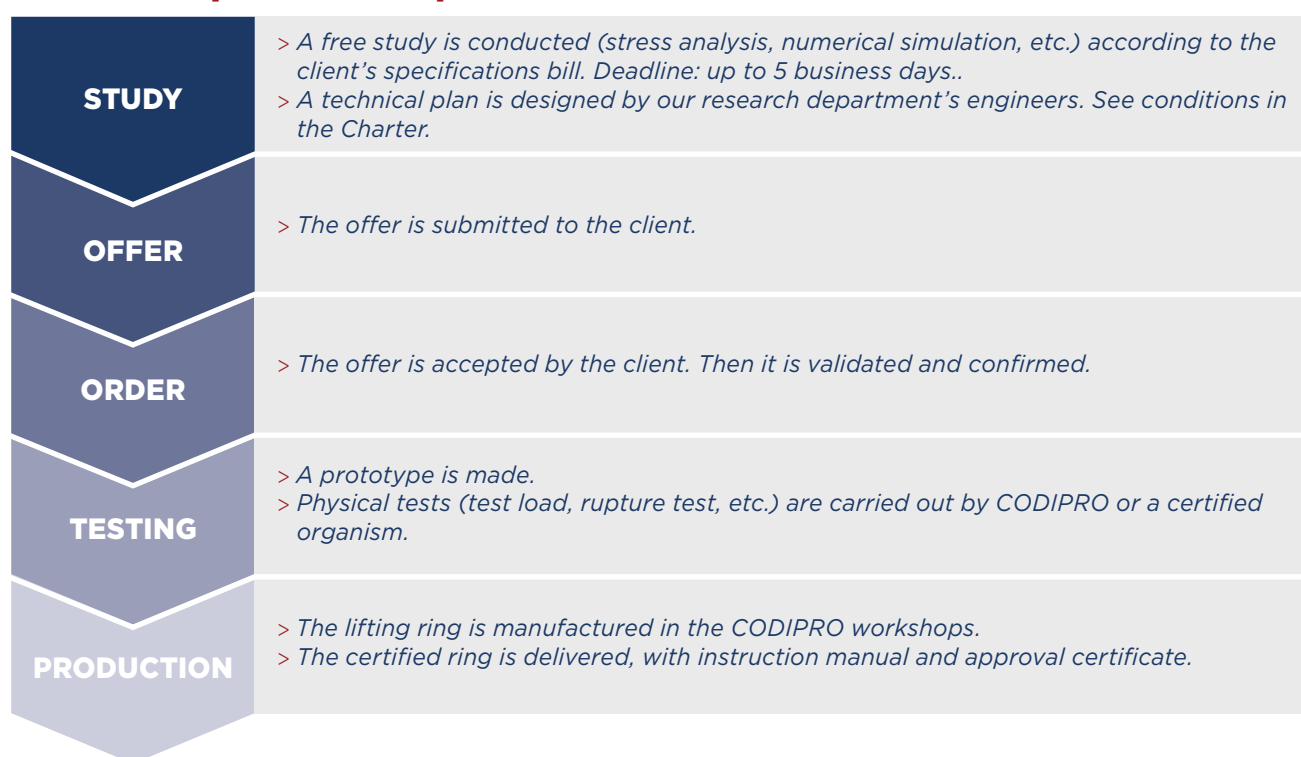 STUDY
> A free study is conducted (stress analysis, numerical simulation, etc.) according to the
client’s specifications bill. Deadline: up to 5 business days..
> A technical plan is designed by our research department’s engineers. See conditions in
the Charter.
OFFER
> The offer is submitted to the client.
ORDER
> The offer is accepted by the client. Then it is validated and confirmed.
TESTING
> A prototype is made.
> Physical tests (test load, rupture test, etc.) are carried out by CODIPRO or a certified
organism.
PRODUCTION
> The lifting ring is manufactured in the CODIPRO workshops.
> The certified ring is delivered, with instruction manual and approval certificate.